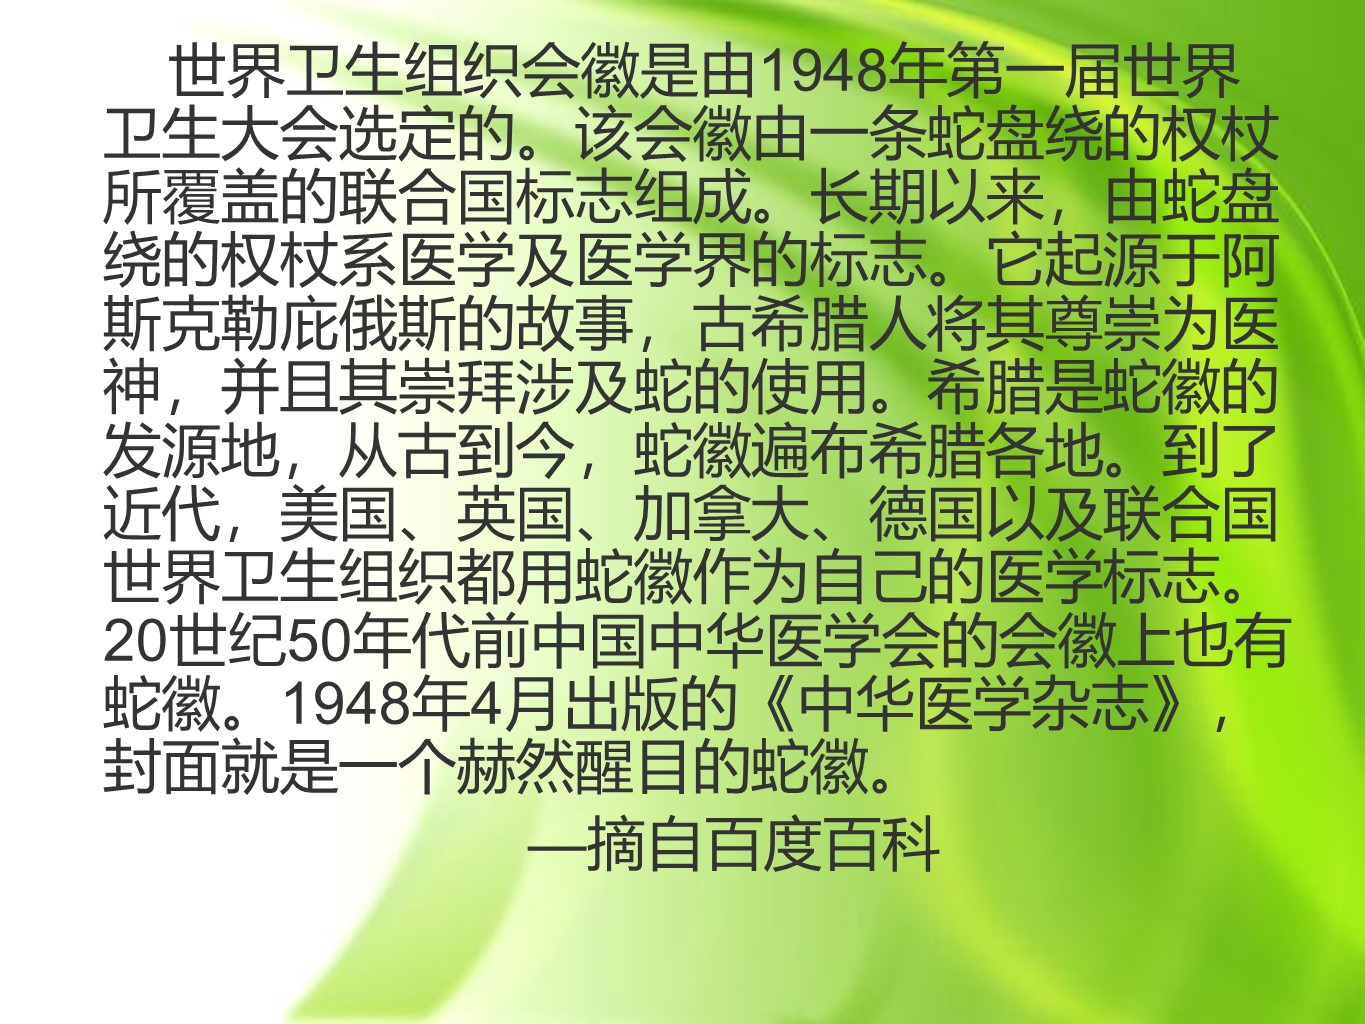 世界卫生组织会徽是由1948年第一届世界
卫生大会选定的。该会徽由一条蛇盘绕的权杖
所覆盖的联合国标志组成。长期以来，由蛇盘
绕的权杖系医学及医学界的标志。它起源于阿
斯克勒庇俄斯的故事，古希腊人将其尊崇为医
神，并且其崇拜涉及蛇的使用。希腊是蛇徽的
发源地，从古到今，蛇徽遍布希腊各地。到了
近代，美国、英国、加拿大、德国以及联合国
世界卫生组织都用蛇徽作为自己的医学标志。
20世纪50年代前中国中华医学会的会徽上也有
蛇徽。1948年4月出版的《中华医学杂志》，
封面就是一个赫然醒目的蛇徽。
—摘自百度百科